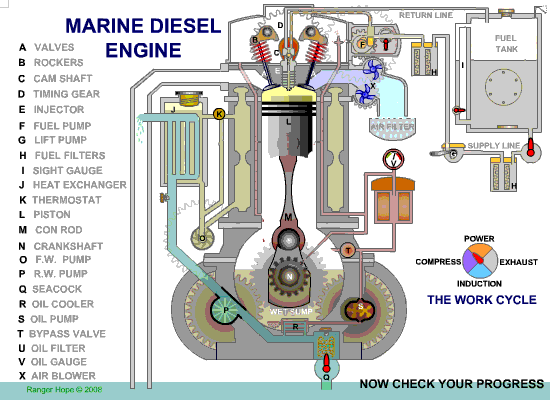 MARINE DIESEL
ENGINE
A VALVES
B ROCKERS
C CAM SHAFT
D TIMING GEAR
E INJECTOR
F FUEL PUMP
G LIFT PUMP
H FUEL FILTERS
I SIGHT GAUGE
J HEAT EXCHANGER
K THERMOSTAT
L PISTON
M CON ROD
N CRANKSHAFT
O F.W. PUMP
P R.W. PUMP
Q SEACOCK
R OIL COOLER
S OIL PUMP
T BYPASS VALVE
U OIL FILTER
V OIL GAUGE
X AIR BLOWER
Ranger Hope © 2008
RETURN LINE
FUEL
TANK
D
B
C
F
H
I
X
AIR FILTER
SUPPLY LINE
G
H
J
K
L
V
M
O
T
N
P
S
WET SUMP
R
Q
POWER
COMPRESS
EXHAUST
INDUCTION
THE WORK CYCLE
NOW CHECK YOUR PROGRESS